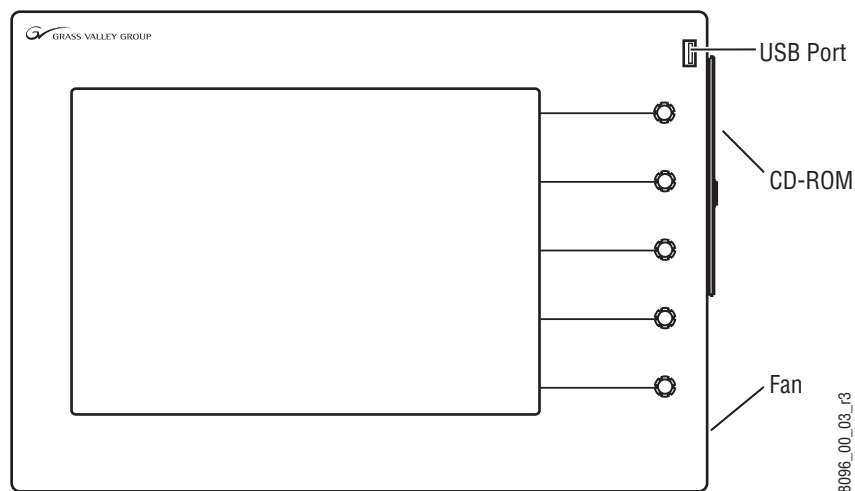 GRASS VALLEY GROUP
USB Port
CD-ROM
Fan
8096_00_03_r3